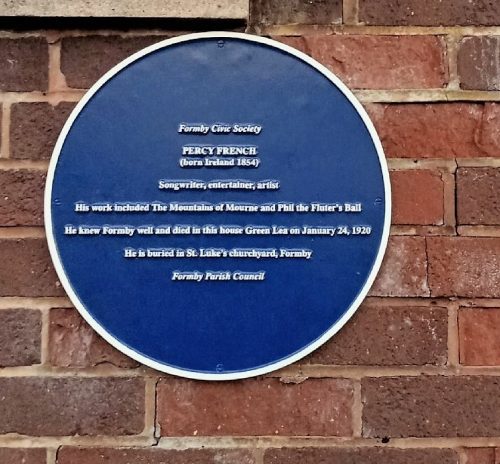 Formby Civic Society
PERCY FRENCH
(born Ireland 1854)
Songwriter, entertainer, artist
His work included The Mountains of Mourne and Phil the Fluter's Ball
He knew Formby well and died in this house Green Lea on January 24, 1920
He is buried in St. Luke's churchyard, Formby
Formby Parish Council